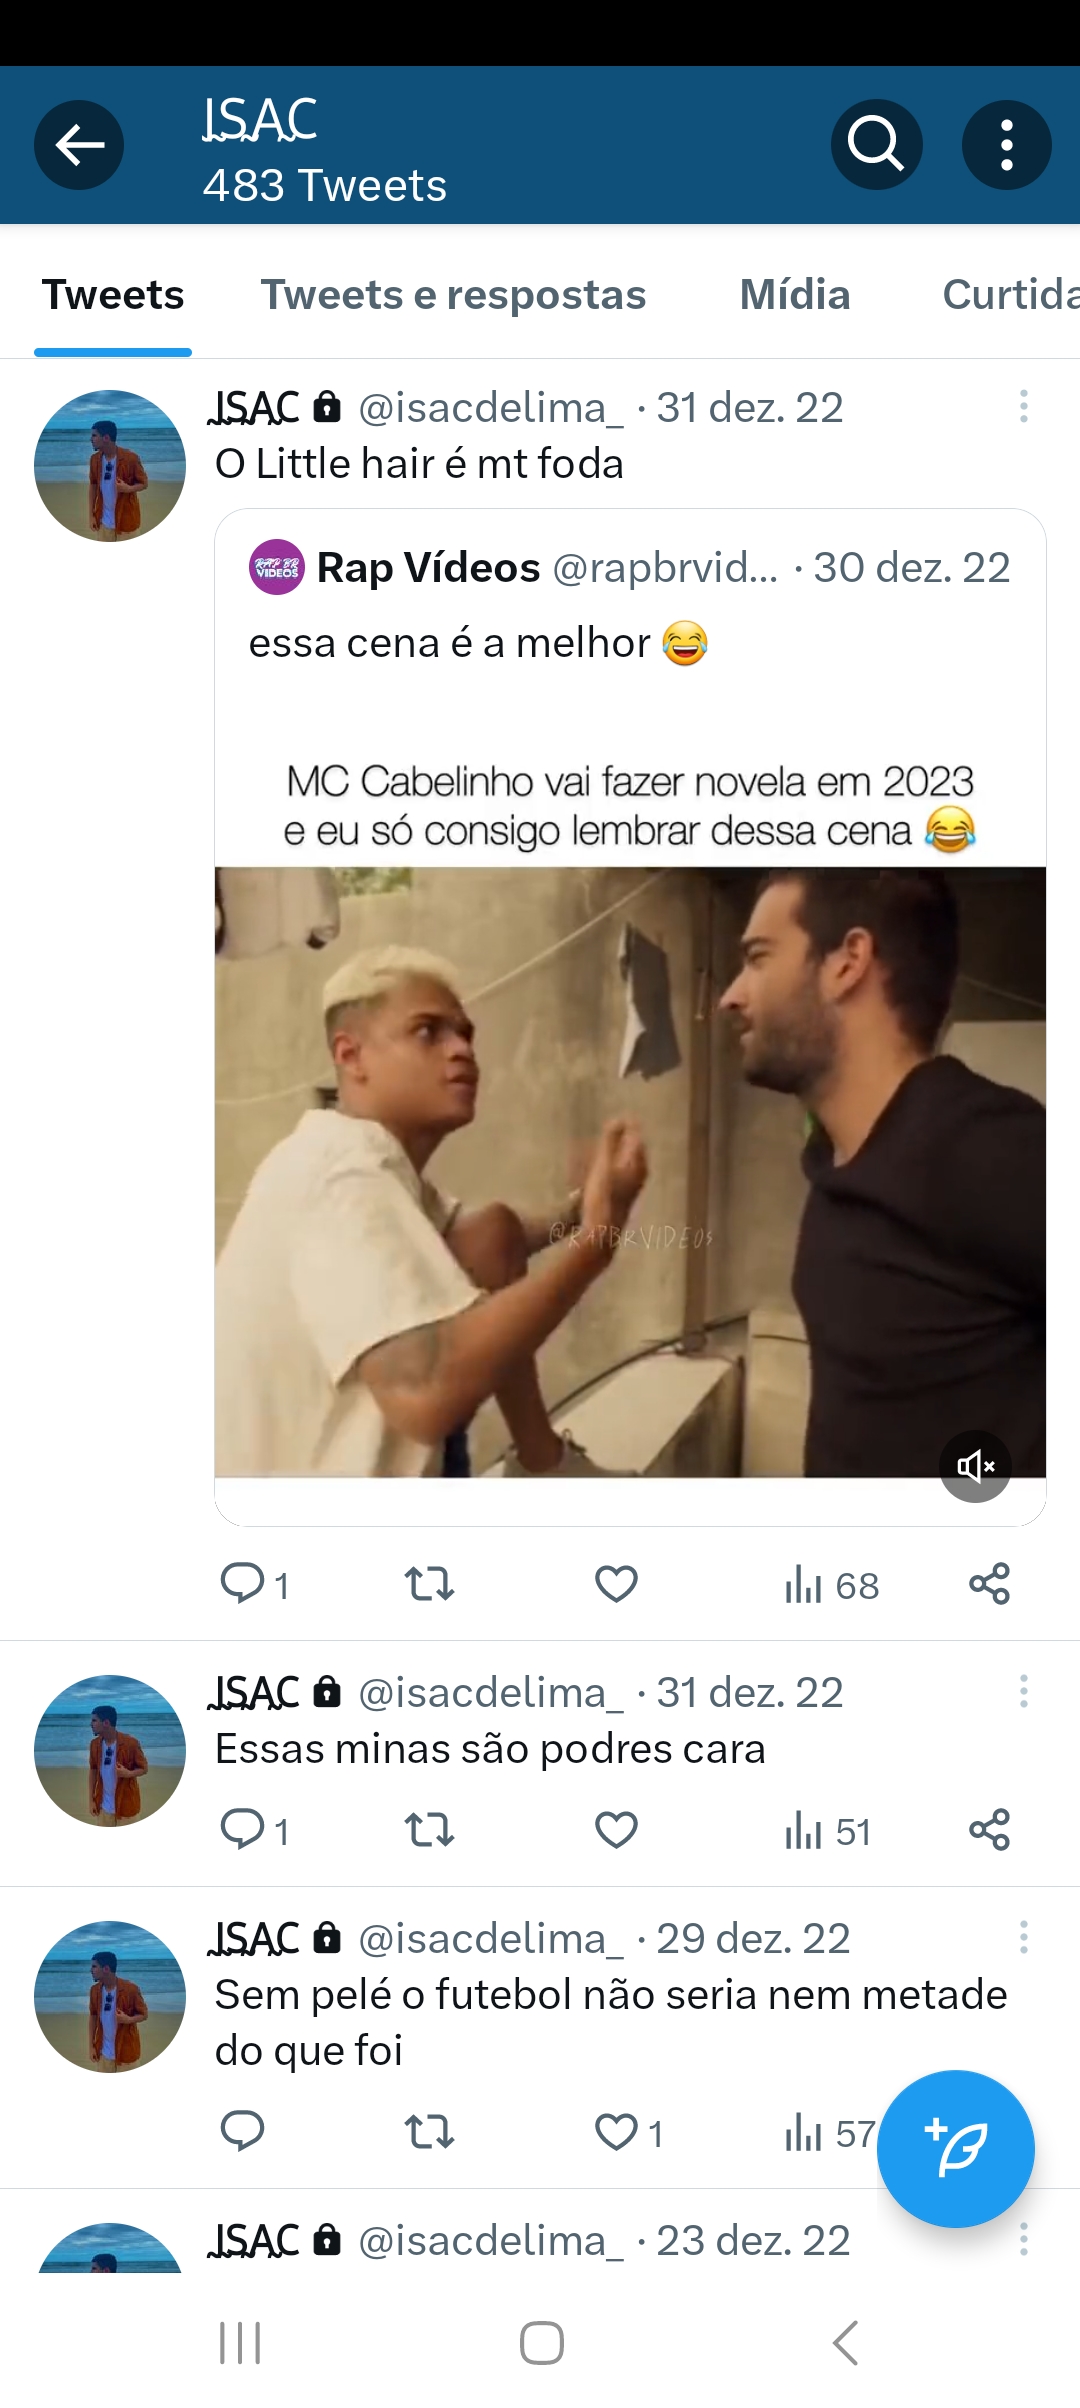 ISAC
483 Tweets
Tweets Tweets e respostas Mídia Curtida
ISAC @isacdelima_ · 31 dez. 22
O Little hair é mt foda
RAP BR
VIDEOS
Rap Vídeos @rapbrvid... · 30 dez. 22
essa cena é a melhor 😂
MC Cabelinho vai fazer novela em 2023
e eu só consigo lembrar dessa cena 😂
@RAPBRVIDEOS
1 68
ISAC @isacdelima_ · 31 dez. 22
Essas minas são podres cara
1 51
ISAC @isacdelima_ · 29 dez. 22
Sem pelé o futebol não seria nem metade
do que foi
1 57
ISAC @isacdelima_ · 23 dez. 22